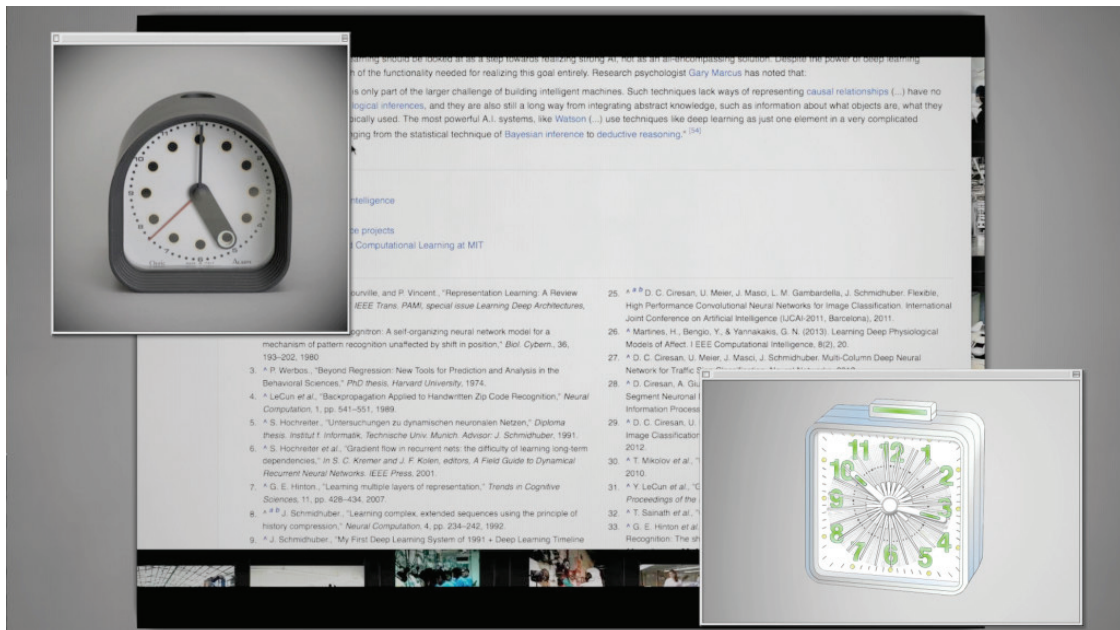 arning should be looked at as a step towards realizing strong AI, not as an all-encompassing solution. Despite the power of deep learning
h of the functionality needed for realizing this goal entirely. Research psychologist Gary Marcus has noted that:
is only part of the larger challenge of building intelligent machines. Such techniques lack ways of representing causal relationships (...) have no
logical inferences, and they are also still a long way from integrating abstract knowledge, such as information about what objects are, what they
pically used. The most powerful A.I. systems, like Watson (...) use techniques like deep learning as just one element in a very complicated
nging from the statistical technique of Bayesian inference to deductive reasoning." [54]
ntelligence
ce projects
d Computational Learning at MIT
ourville, and P. Vincent., "Representation Learning: A Review
IEEE Trans. PAMI, special issue Learning Deep Architectures,
ognitron: A self-organizing neural network model for a
mechanism of pattern recognition unaffected by shift in position," Biol. Cybern., 36,
193–202, 1980
3. ^ P. Werbos., "Beyond Regression: New Tools for Prediction and Analysis in the
Behavioral Sciences," PhD thesis, Harvard University, 1974.
4. ^ LeCun et al., "Backpropagation Applied to Handwritten Zip Code Recognition," Neural
Computation, 1, pp. 541–551, 1989.
5. ^ S. Hochreiter., "Untersuchungen zu dynamischen neuronalen Netzen," Diploma
thesis. Institut f. Informatik, Technische Univ. Munich. Advisor: J. Schmidhuber, 1991.
6. ^ S. Hochreiter et al., "Gradient flow in recurrent nets: the difficulty of learning long-term
dependencies," In S. C. Kremer and J. F. Kolen, editors, A Field Guide to Dynamical
Recurrent Neural Networks. IEEE Press, 2001.
7. ^ G. E. Hinton., "Learning multiple layers of representation," Trends in Cognitive
Sciences, 11, pp. 428–434, 2007.
8. ^ a b J. Schmidhuber., "Learning complex, extended sequences using the principle of
history compression," Neural Computation, 4, pp. 234–242, 1992.
9. ^ J. Schmidhuber., "My First Deep Learning System of 1991 + Deep Learning Timeline
25. ^ a b D. C. Ciresan, U. Meier, J. Masci, L. M. Gambardella, J. Schmidhuber. Flexible,
High Performance Convolutional Neural Networks for Image Classification. International
Joint Conference on Artificial Intelligence (IJCAI-2011, Barcelona), 2011.
26. ^ Martines, H., Bengio, Y., & Yannakakis, G. N. (2013). Learning Deep Physiological
Models of Affect. I EEE Computational Intelligence, 8(2), 20.
27. ^ D. C. Ciresan, U. Meier, J. Masci, J. Schmidhuber. Multi-Column Deep Neural
Network for Traffic
28. ^ D. Ciresan, A. Giu
Segment Neuronal
Information Process
29. ^ D. C. Ciresan, U.
Image Classification
2012.
30. ^ T. Mikolov et al., "
2010.
31. ^ Y. LeCun et al., "
Proceedings of the
32. ^ T. Sainath et al., "
33. ^ G. E. Hinton et al
Recognition: The sh
11 12 1
10 2
9 3
8 4
7 6 5